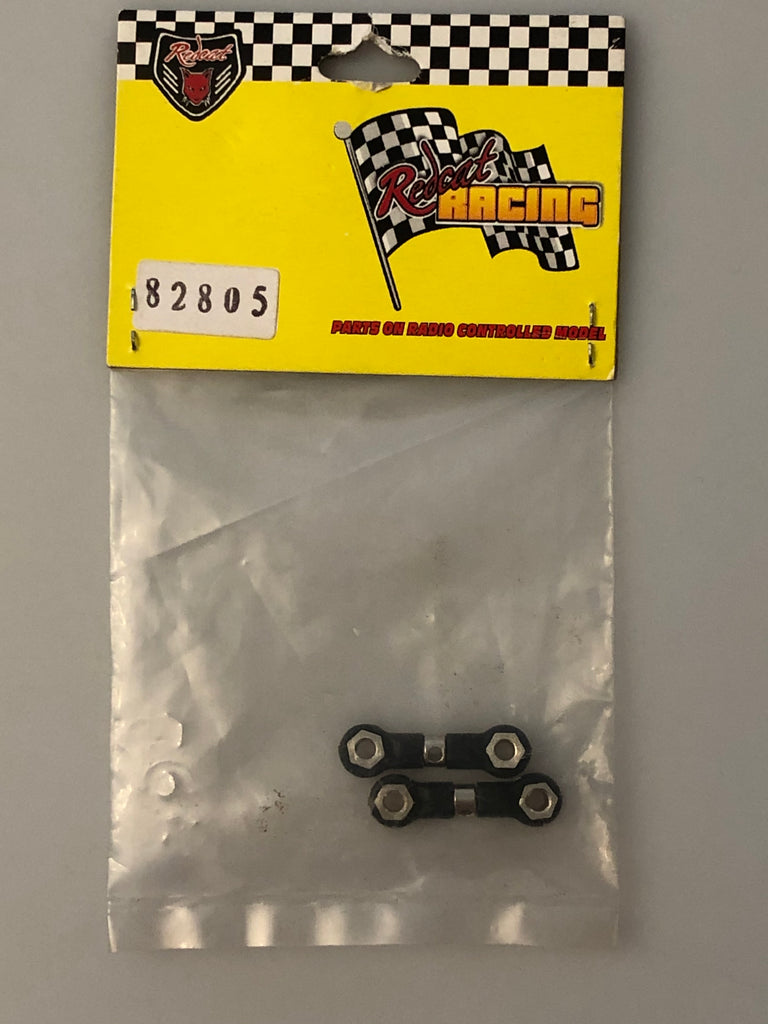 Redcat
Redcat
RACING
82805
PARTS ON RADIO CONTROLLED MODEL